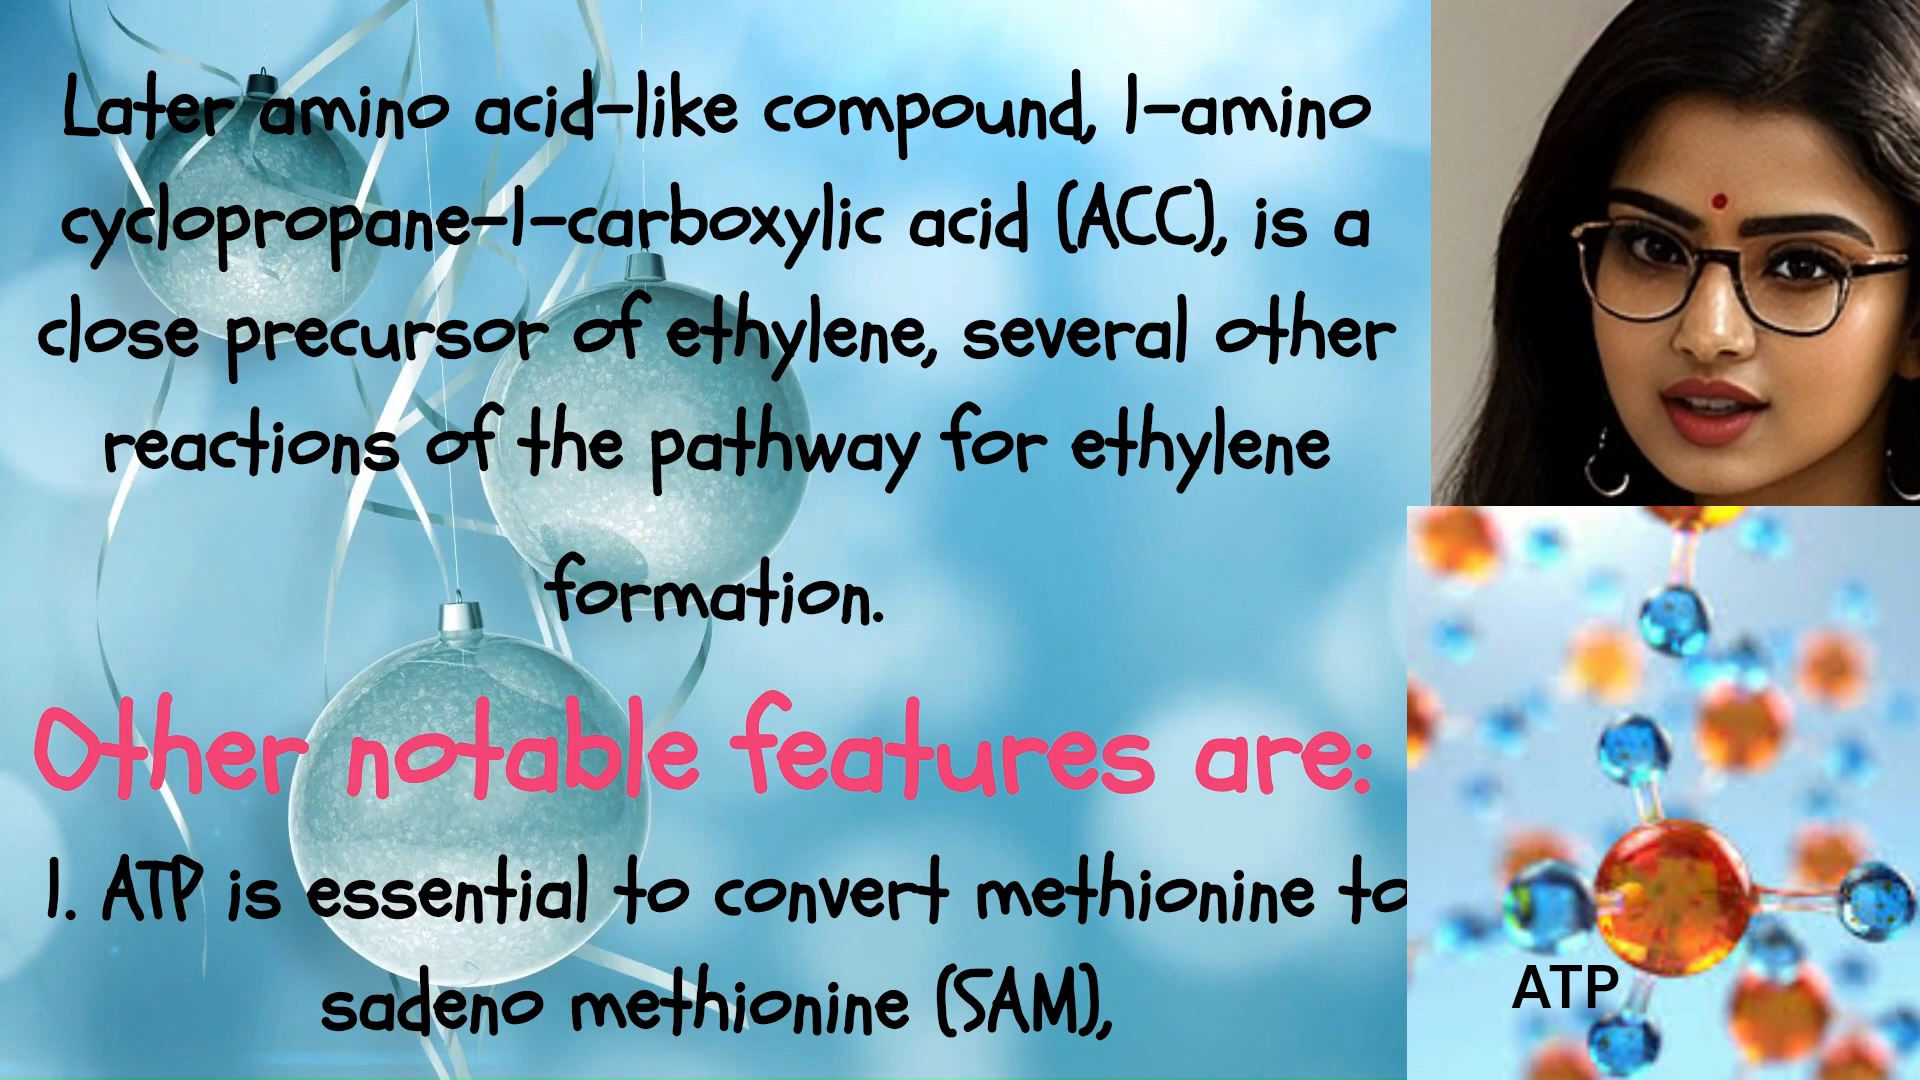 Later amino acid-like compound, 1-amino
cyclopropane-1-carboxylic acid (ACC), is a
close precursor of ethylene, several other
reactions of the pathway for ethylene
formation.
Other notable features are:
1. ATP is essential to convert methionine to
sadeno methionine (SAM),
ATP